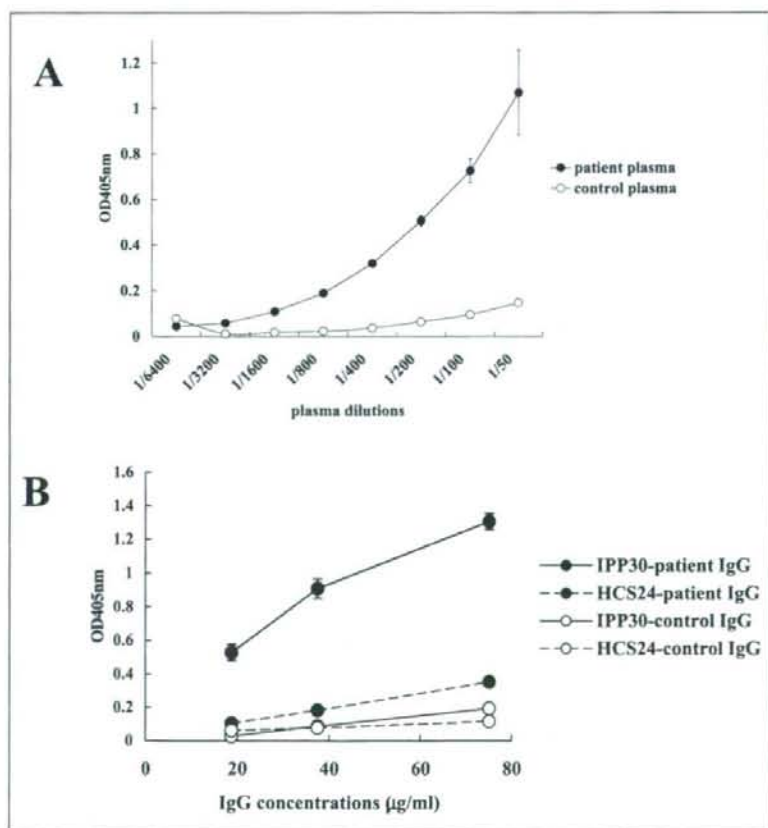 A
OD405nm
1.2
1
0.8
0.6
0.4
0.2
0
1/6400
1/3200
1/1600
1/800
1/400
1/200
1/100
1/50
plasma dilutions
patient plasma
control plasma
B
OD405nm
1.6
1.4
1.2
1
0.8
0.6
0.4
0.2
0
0
20
40
60
80
IgG concentrations (μg/ml)
IPP30-patient IgG
HCS24-patient IgG
IPP30-control IgG
HCS24-control IgG